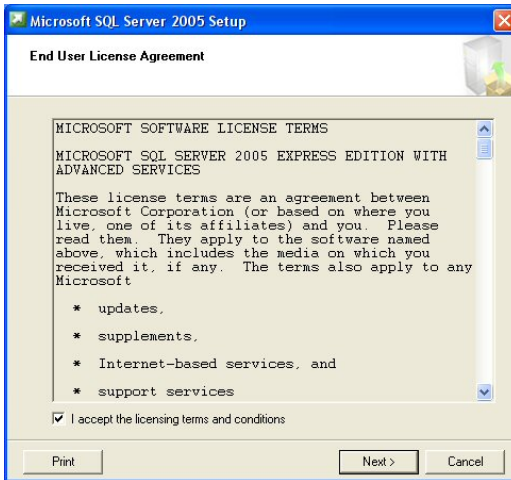 Microsoft SQL Server 2005 Setup
End User License Agreement
MICROSOFT SOFTWARE LICENSE TERMS
MICROSOFT SQL SERVER 2005 EXPRESS EDITION WITH
ADVANCED SERVICES
These license terms are an agreement between
Microsoft Corporation (or based on where you
live, one of its affiliates) and you.  Please
read them.  They apply to the software named
above, which includes the media on which you
received it, if any.  The terms also apply to any
Microsoft
* updates,
* supplements,
* Internet-based services, and
* support services
I accept the licensing terms and conditions
Print
Next >
Cancel